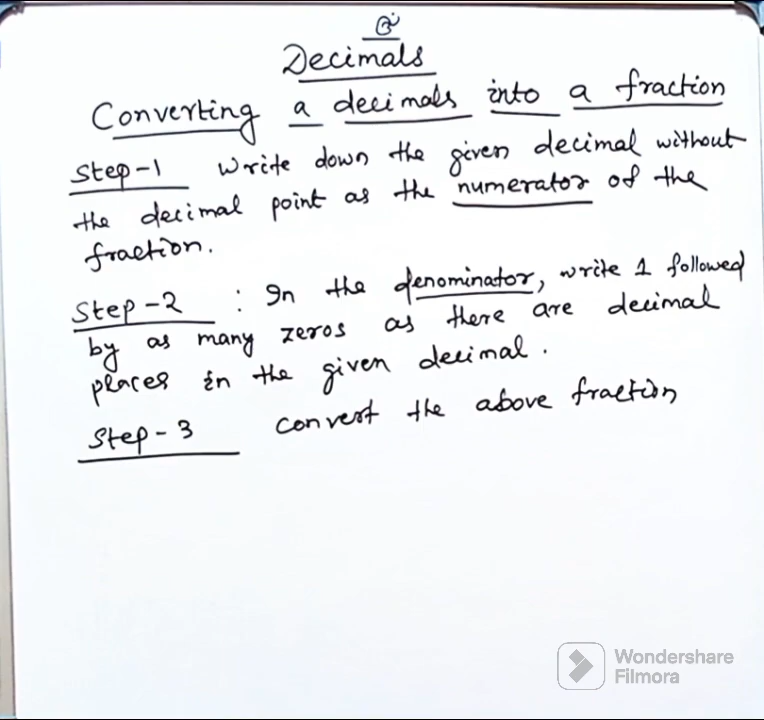 Decimals
Converting a decimals into a fraction
Step-1 Write down the given decimal without
the decimal point as the numerator of the
fraction.
Step-2 : In the denominator, write 1 followed
by as many zeros as there are decimal
places in the given decimal.
Step-3 Convert the above fraction
Wondershare
Filmora